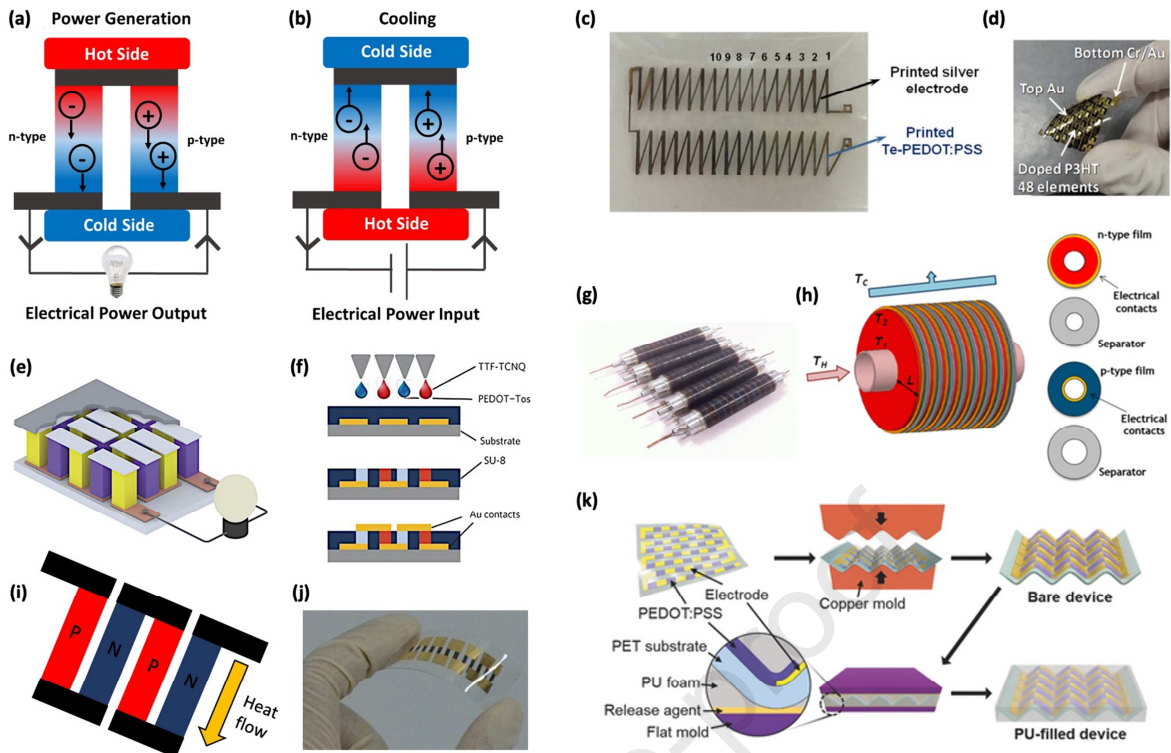 (a)
Power Generation
Hot Side
n-type
p-type
-
+
-
+
Cold Side
Electrical Power Output
(b)
Cooling
Cold Side
n-type
p-type
-
+
-
+
Hot Side
Electrical Power Input
(c)
10 9 8 7 6 5 4 3 2 1
Printed silver
electrode
Printed
Te-PEDOT:PSS
(d)
Bottom Cr/Au
Top Au
Doped P3HT
48 elements
(e)
(f)
TTF-TCNQ
PEDOT-Tos
Substrate
SU-8
Au contacts
(g)
(h)
TC
T2
T1
TH
L
n-type film
Electrical
contacts
Separator
p-type film
Electrical
contacts
Separator
(i)
P
N
P
N
Heat
flow
(j)
(k)
Electrode
PEDOT:PSS
PET substrate
PU foam
Release agent
Flat mold
Copper mold
Bare device
PU-filled device